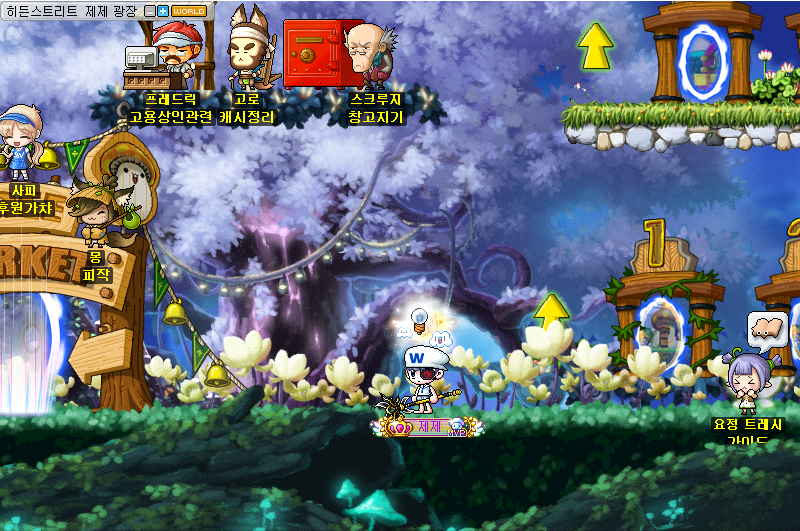 히든스트리트 제제 광장 WORLD
프레드릭
고용상인관련
고로
캐시정리
스크루지
창고지기
사피
후원가챠
몽
피작
RKET
1
W
제제
MVP
요정 트레시
가이드